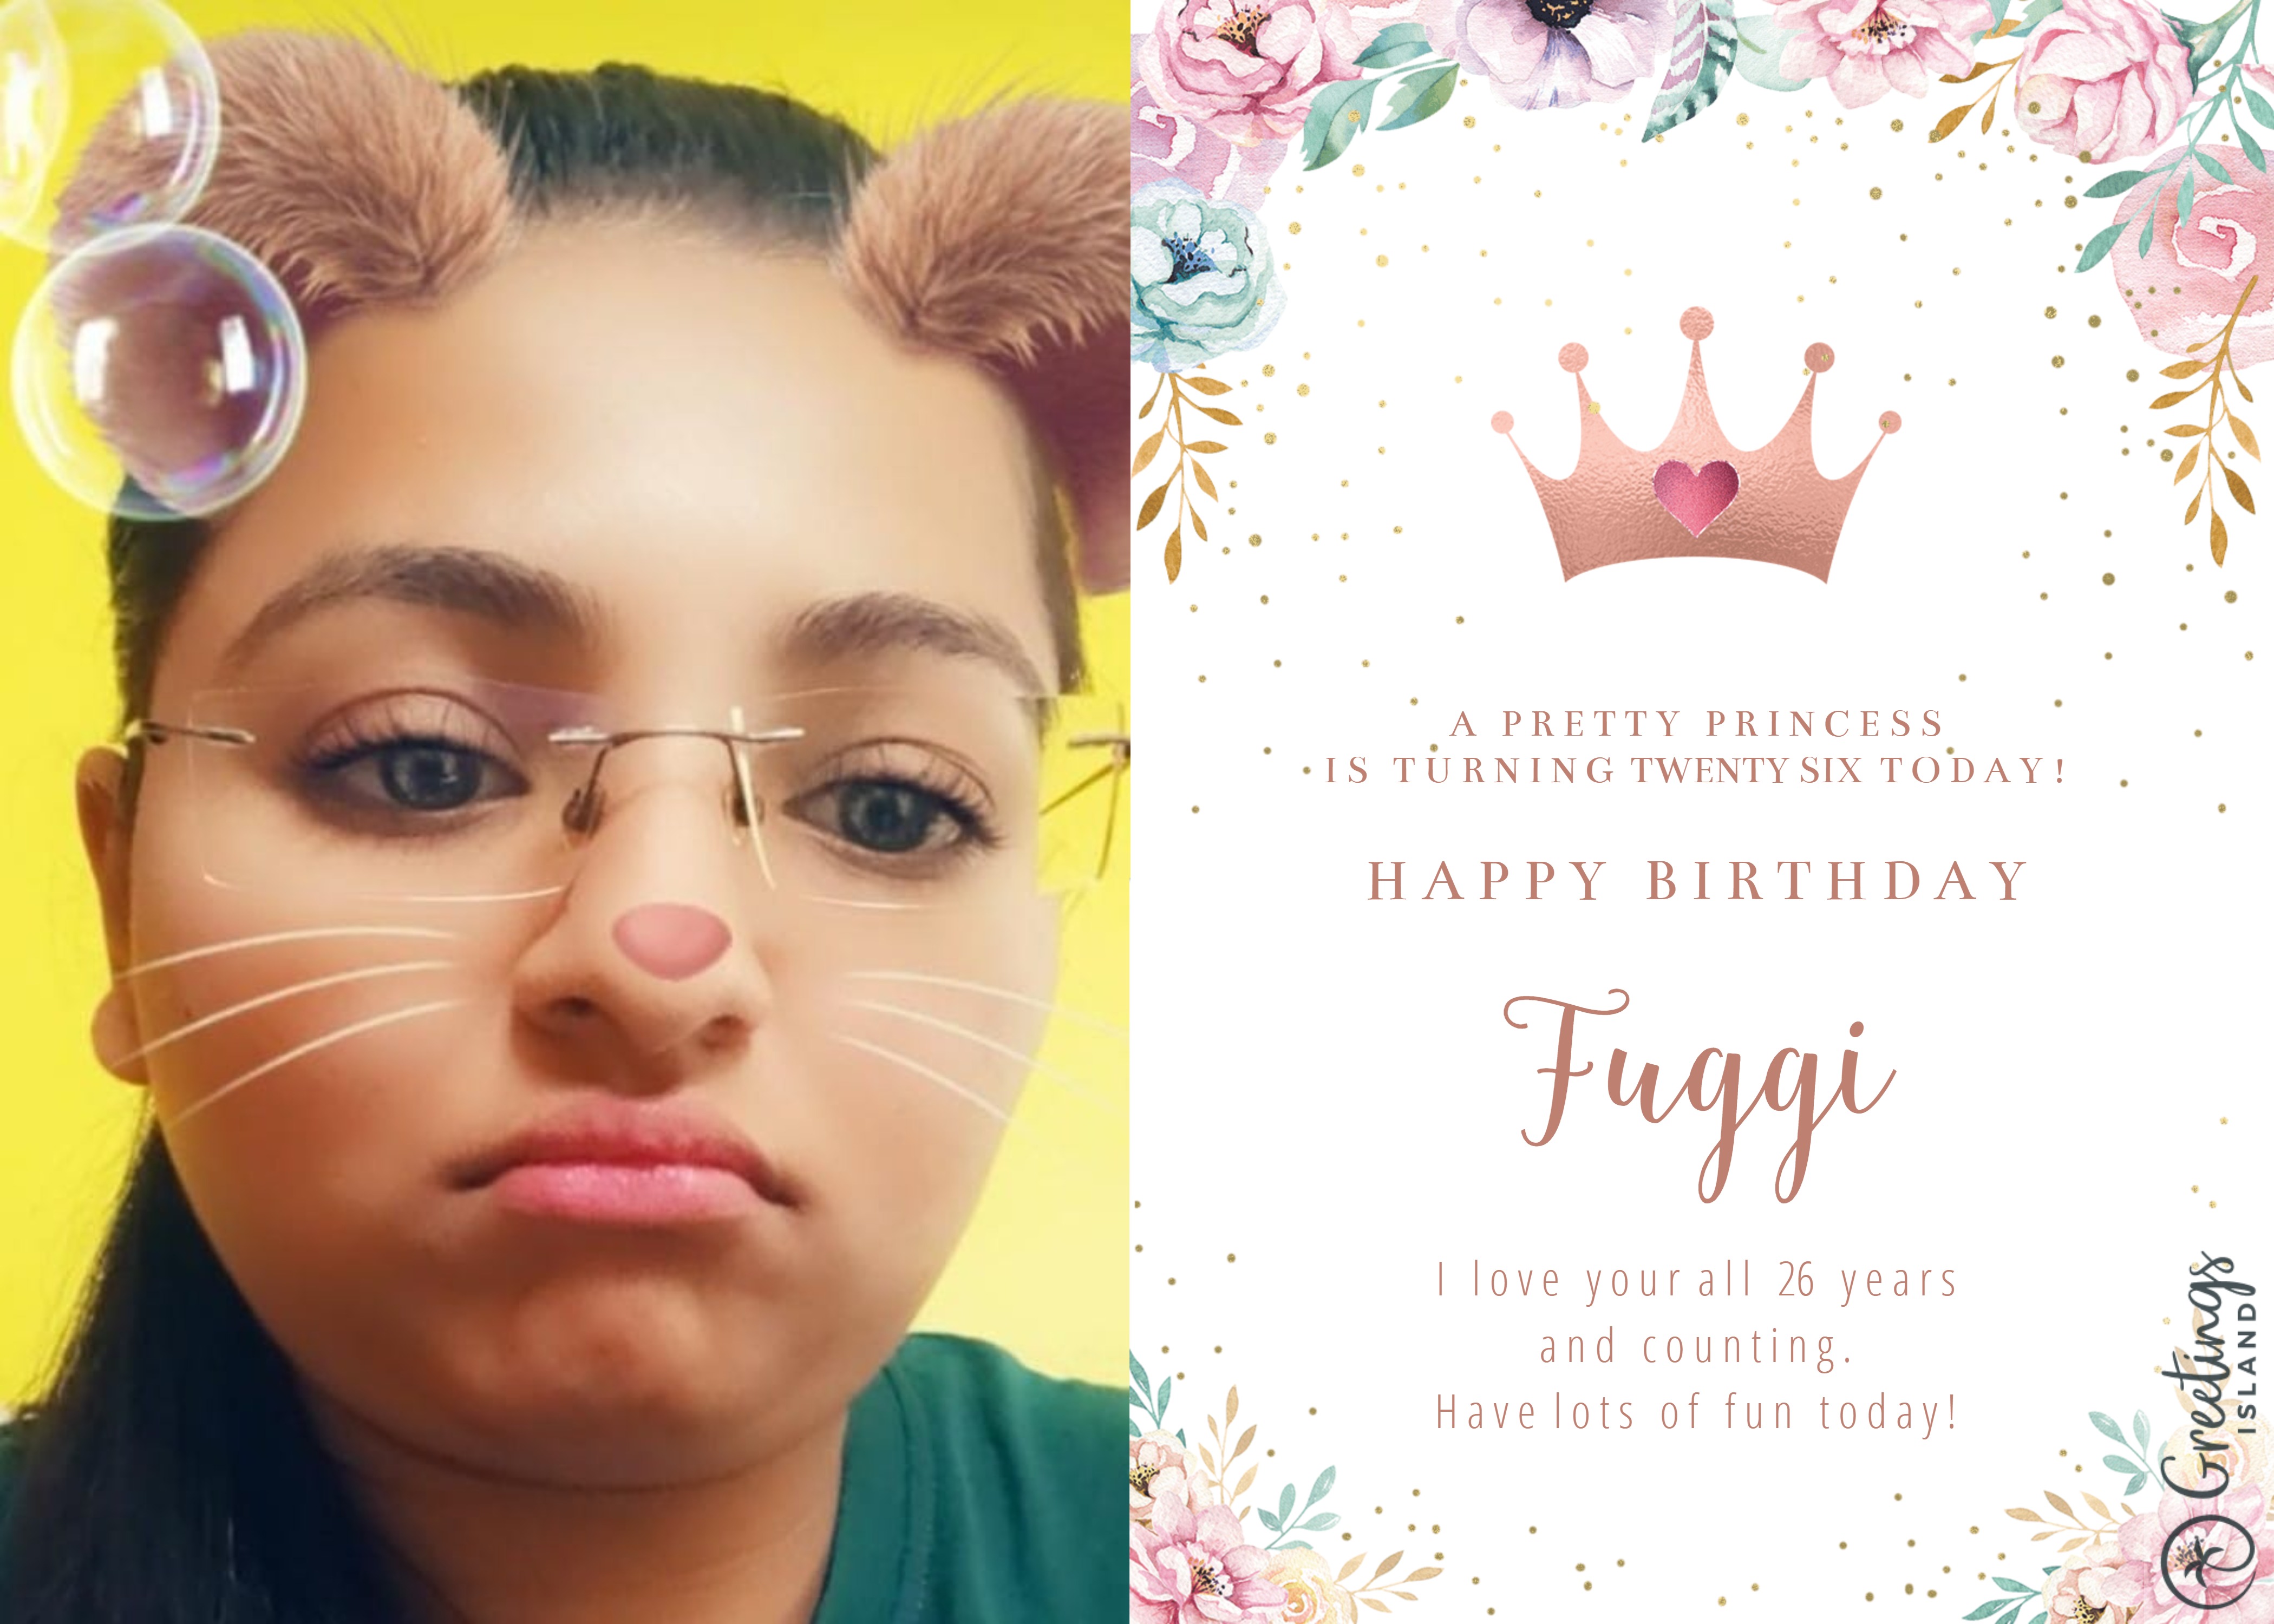 A PRETTY PRINCESS
IS TURNING TWENTY SIX TODAY!
HAPPY BIRTHDAY
Fuggi
I love your all 26 years
and counting.
Have lots of fun today!
Greetings
ISLAND